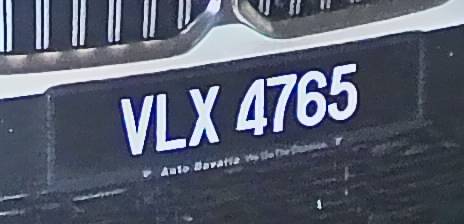 VLX 4765
Auto Bavaria